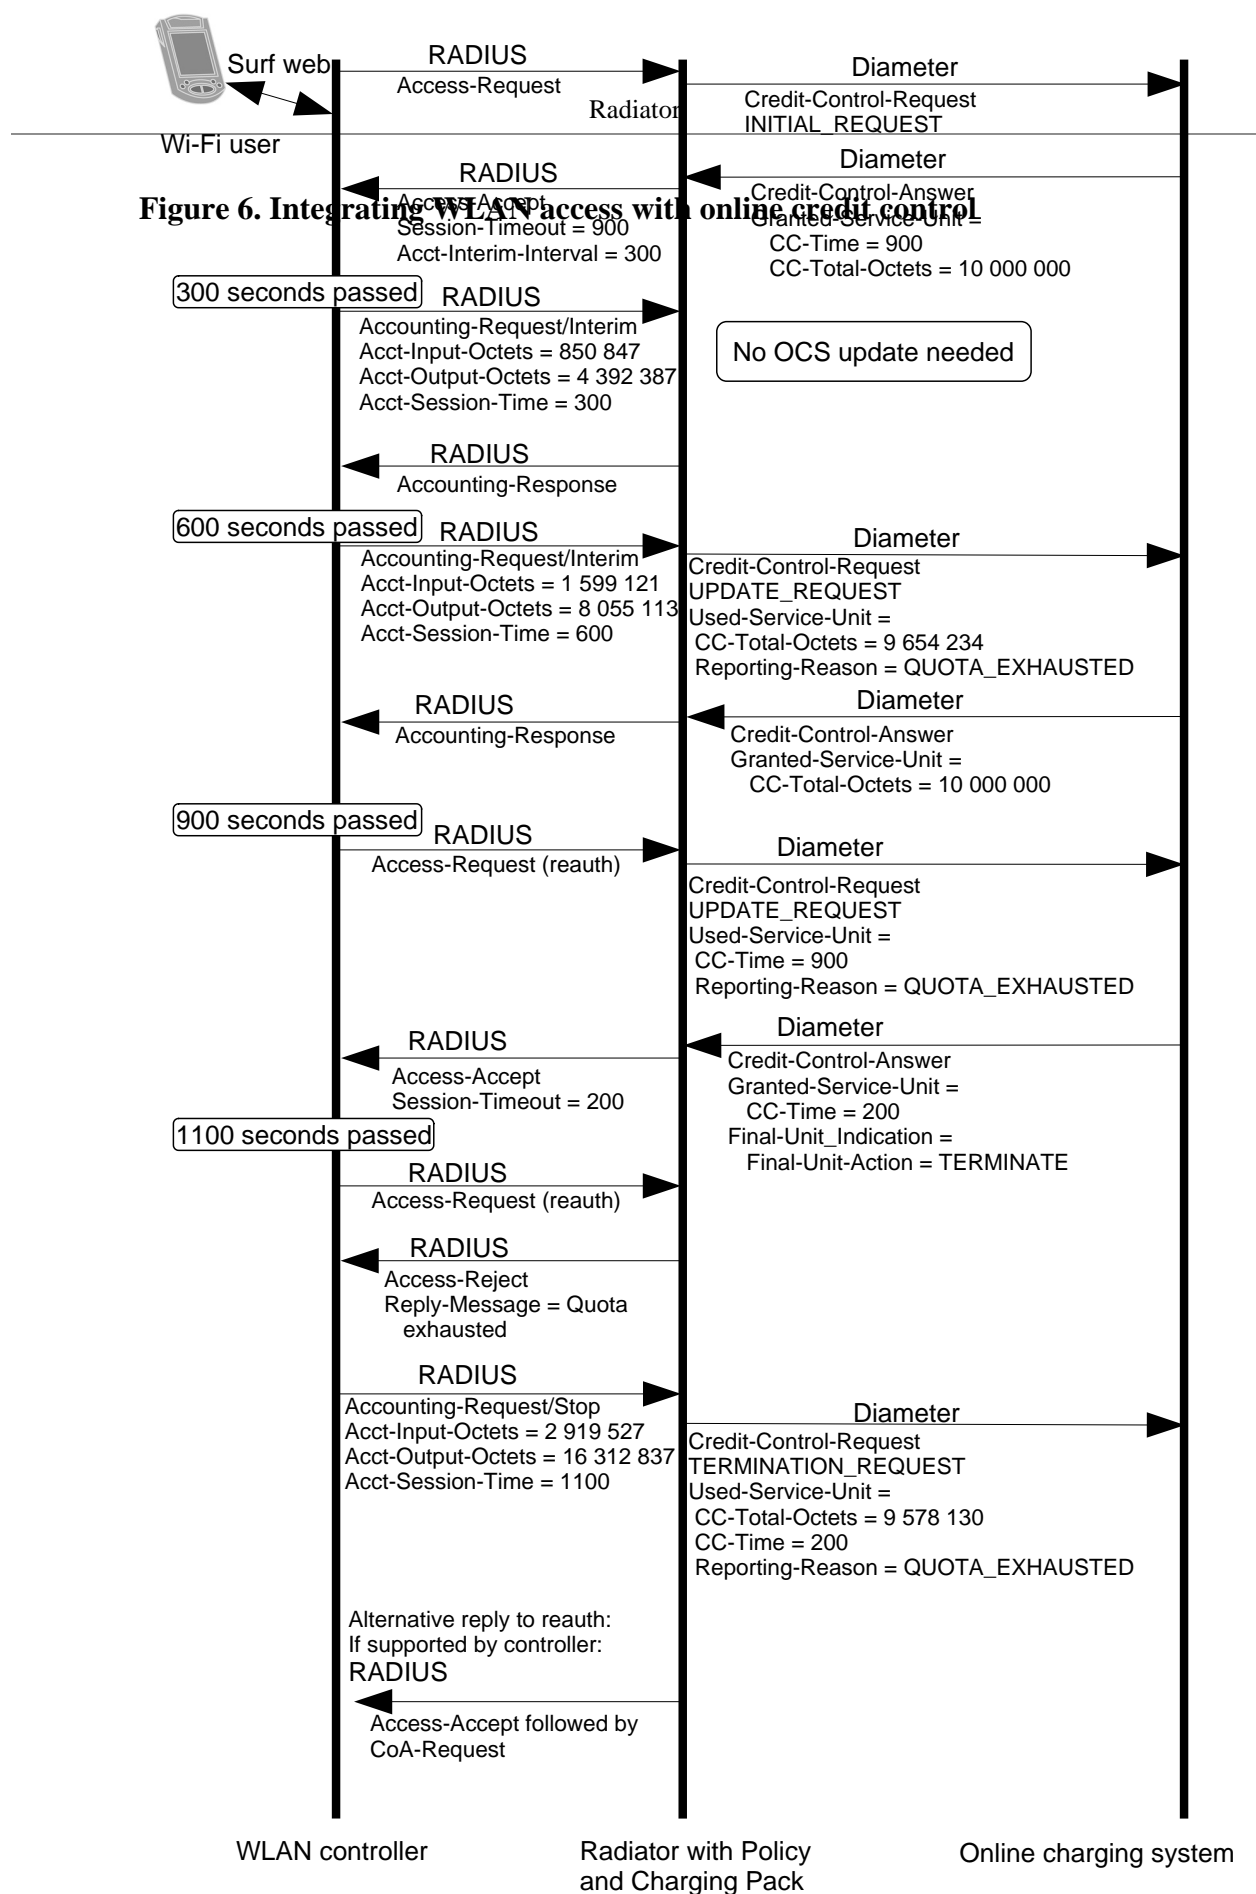 RADIUS
Surf web
Access-Request
Diameter
Credit-Control-Request
INITIAL_REQUEST
Radiator
Wi-Fi user
Diameter
RADIUS
Access-Accept
Session-Timeout = 900
Acct-Interim-Interval = 300
Credit-Control-Answer
Granted-Service-Unit =
CC-Time = 900
CC-Total-Octets = 10 000 000
Figure 6. Integrating WLAN access with online credit control
300 seconds passed
RADIUS
Accounting-Request/Interim
Acct-Input-Octets = 850 847
Acct-Output-Octets = 4 392 387
Acct-Session-Time = 300
No OCS update needed
RADIUS
Accounting-Response
600 seconds passed
RADIUS
Accounting-Request/Interim
Acct-Input-Octets = 1 599 121
Acct-Output-Octets = 8 055 113
Acct-Session-Time = 600
Diameter
Credit-Control-Request
UPDATE_REQUEST
Used-Service-Unit =
CC-Total-Octets = 9 654 234
Reporting-Reason = QUOTA_EXHAUSTED
Diameter
RADIUS
Accounting-Response
Credit-Control-Answer
Granted-Service-Unit =
CC-Total-Octets = 10 000 000
900 seconds passed
RADIUS
Access-Request (reauth)
Diameter
Credit-Control-Request
UPDATE_REQUEST
Used-Service-Unit =
CC-Time = 900
Reporting-Reason = QUOTA_EXHAUSTED
Diameter
RADIUS
Access-Accept
Session-Timeout = 200
Credit-Control-Answer
Granted-Service-Unit =
CC-Time = 200
Final-Unit_Indication =
Final-Unit-Action = TERMINATE
1100 seconds passed
RADIUS
Access-Request (reauth)
RADIUS
Access-Reject
Reply-Message = Quota
exhausted
RADIUS
Accounting-Request/Stop
Acct-Input-Octets = 2 919 527
Acct-Output-Octets = 16 312 837
Acct-Session-Time = 1100
Diameter
Credit-Control-Request
TERMINATION_REQUEST
Used-Service-Unit =
CC-Total-Octets = 9 578 130
CC-Time = 200
Reporting-Reason = QUOTA_EXHAUSTED
Alternative reply to reauth:
If supported by controller:
RADIUS
Access-Accept followed by
CoA-Request
WLAN controller
Radiator with Policy
and Charging Pack
Online charging system